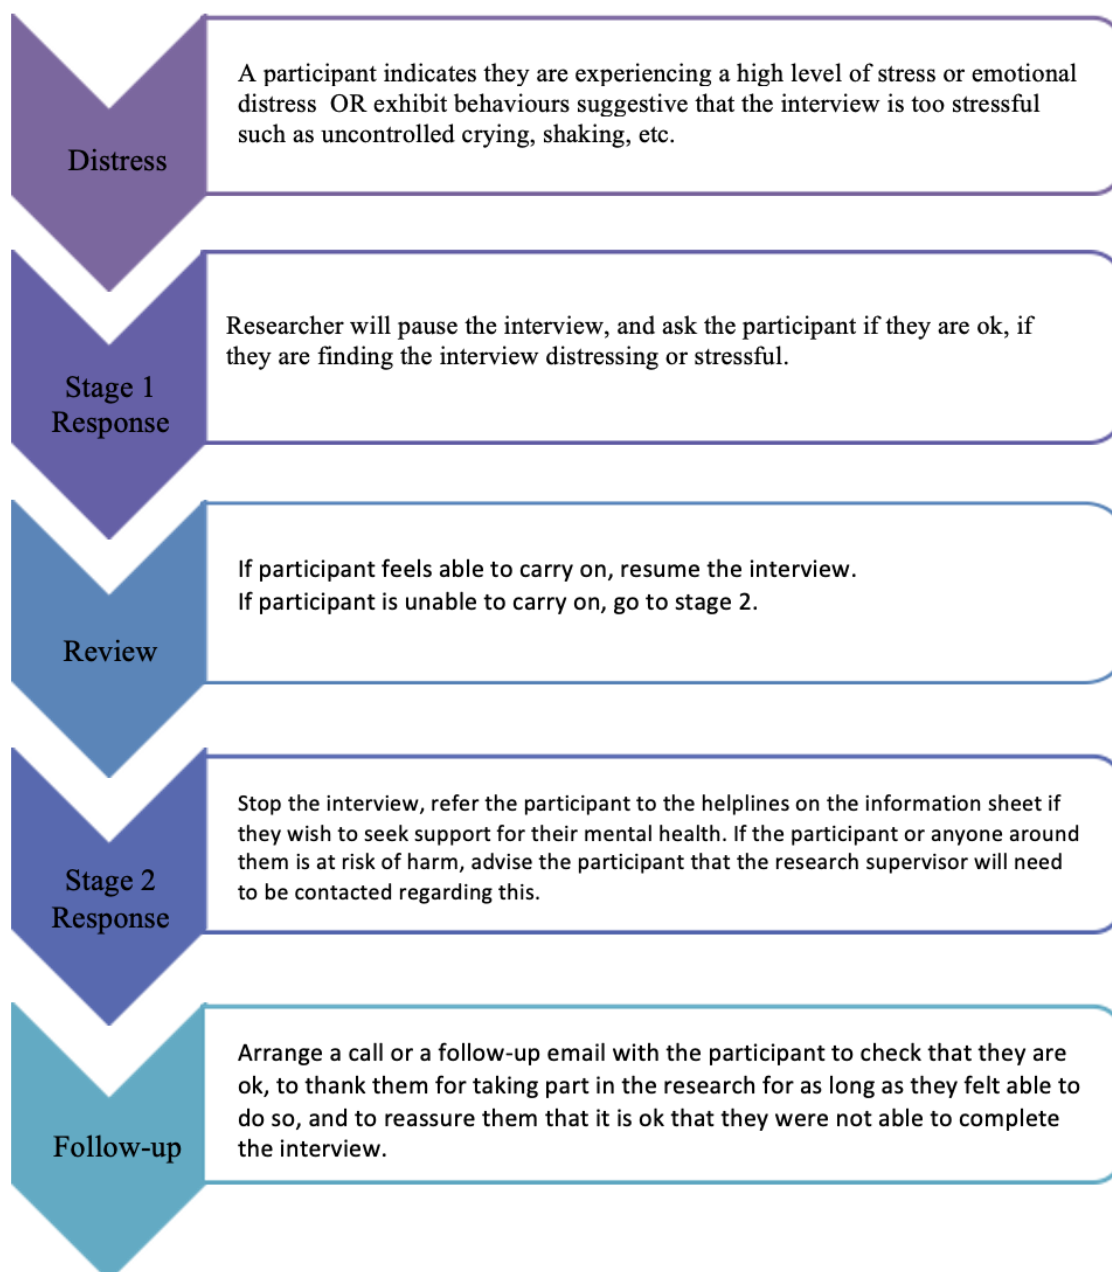 Distress
A participant indicates they are experiencing a high level of stress or emotional
distress  OR exhibit behaviours suggestive that the interview is too stressful
such as uncontrolled crying, shaking, etc.
Stage 1
Response
Researcher will pause the interview, and ask the participant if they are ok, if
they are finding the interview distressing or stressful.
Review
If participant feels able to carry on, resume the interview.
If participant is unable to carry on, go to stage 2.
Stage 2
Response
Stop the interview, refer the participant to the helplines on the information sheet if
they wish to seek support for their mental health. If the participant or anyone around
them is at risk of harm, advise the participant that the research supervisor will need
to be contacted regarding this.
Follow-up
Arrange a call or a follow-up email with the participant to check that they are
ok, to thank them for taking part in the research for as long as they felt able to
do so, and to reassure them that it is ok that they were not able to complete
the interview.